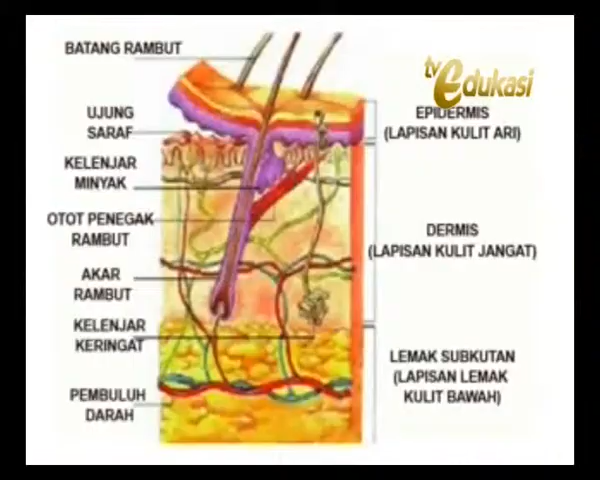 BATANG RAMBUT
tv edukasi
UJUNG
SARAF
KELENJAR
MINYAK
OTOT PENEGAK
RAMBUT
AKAR
RAMBUT
KELENJAR
KERINGAT
PEMBULUH
DARAH
EPIDERMIS
(LAPISAN KULIT ARI)
DERMIS
(LAPISAN KULIT JANGAT)
LEMAK SUBKUTAN
(LAPISAN LEMAK
KULIT BAWAH)